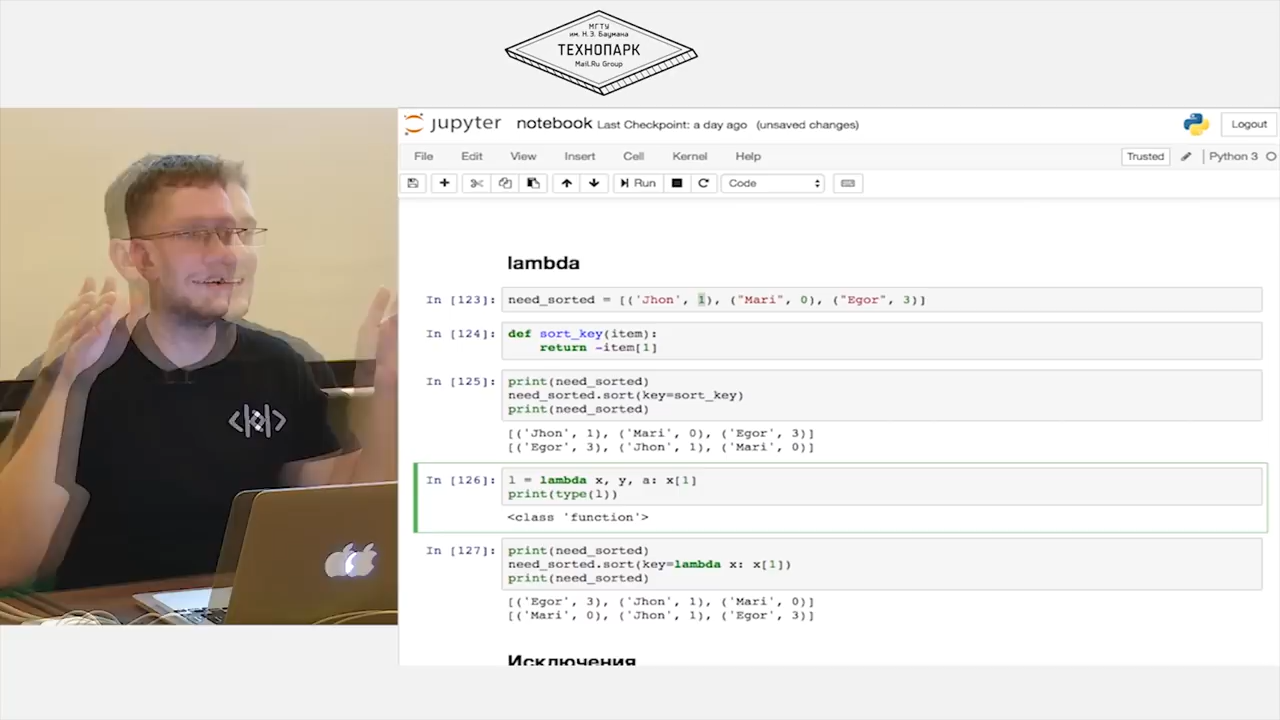 МГТУ
им. Н.Э. Баумана
ТЕХНОПАРК
Mail.Ru Group
jupyter notebook Last Checkpoint: a day ago (unsaved changes)
Logout
File Edit View Insert Cell Kernel Help
Trusted Python 3
Run Code
lambda
In [123]: need_sorted = [('Jhon', 1), ("Mari", 0), ("Egor", 3)]
In [124]: def sort_key(item):
return -item[1]
In [125]: print(need_sorted)
need_sorted.sort(key=sort_key)
print(need_sorted)
[('Jhon', 1), ('Mari', 0), ('Egor', 3)]
[('Egor', 3), ('Jhon', 1), ('Mari', 0)]
In [126]: l = lambda x, y, a: x[1]
print(type(l))
<class 'function'>
In [127]: print(need_sorted)
need_sorted.sort(key=lambda x: x[1])
print(need_sorted)
[('Egor', 3), ('Jhon', 1), ('Mari', 0)]
[('Mari', 0), ('Jhon', 1), ('Egor', 3)]
Исключения